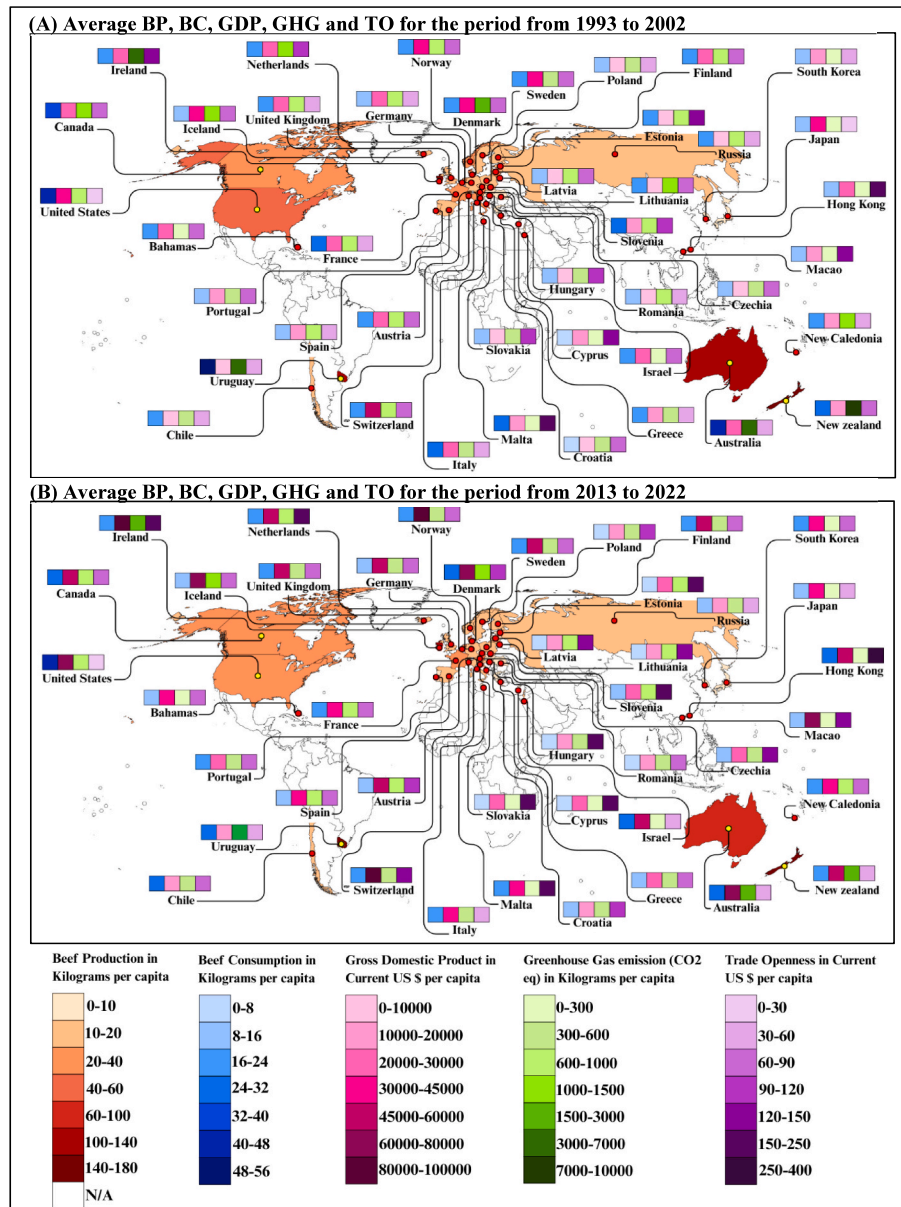 (A) Average BP, BC, GDP, GHG and TO for the period from 1993 to 2002
Ireland
Netherlands
Norway
Poland
Finland
South Korea
Canada
Iceland
United Kingdom
Germany
Denmark
Sweden
Estonia
Russia
Japan
United States
Latvia
Lithuania
Hong Kong
Bahamas
France
Slovenia
Macao
Portugal
Hungary
Romania
Czechia
Spain
Austria
Slovakia
Cyprus
Israel
New Caledonia
Uruguay
Chile
Switzerland
Italy
Malta
Croatia
Greece
Australia
New zealand
(B) Average BP, BC, GDP, GHG and TO for the period from 2013 to 2022
Ireland
Netherlands
Norway
Poland
Finland
South Korea
Canada
Iceland
United Kingdom
Germany
Denmark
Sweden
Estonia
Russia
Japan
United States
Latvia
Lithuania
Hong Kong
Bahamas
France
Slovenia
Macao
Portugal
Hungary
Romania
Czechia
Spain
Austria
Slovakia
Cyprus
Israel
New Caledonia
Uruguay
Chile
Switzerland
Italy
Malta
Croatia
Greece
Australia
New zealand
Beef Production in
Kilograms per capita
0-10
10-20
20-40
40-60
60-100
100-140
140-180
N/A
Beef Consumption in
Kilograms per capita
0-8
8-16
16-24
24-32
32-40
40-48
48-56
Gross Domestic Product in
Current US $ per capita
0-10000
10000-20000
20000-30000
30000-45000
45000-60000
60000-80000
80000-100000
Greenhouse Gas emission (CO2
eq) in Kilograms per capita
0-300
300-600
600-1000
1000-1500
1500-3000
3000-7000
7000-10000
Trade Openness in Current
US $ per capita
0-30
30-60
60-90
90-120
120-150
150-250
250-400